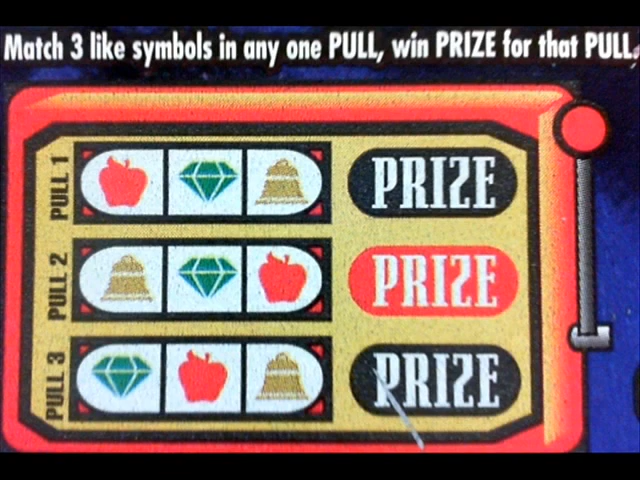 Match 3 like symbols in any one PULL, win PRIZE for that PULL.
PULL 1
PRIZE
PULL 2
PRIZE
PULL 3
PRIZE